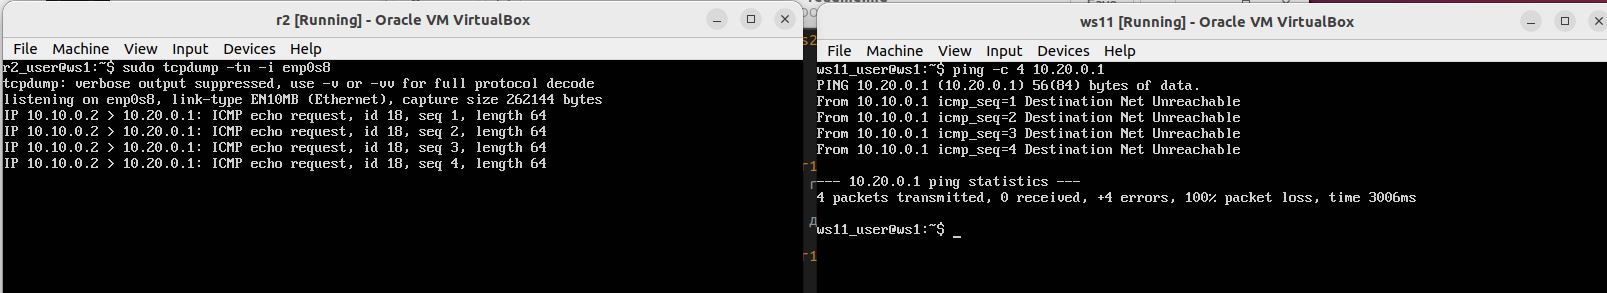 r2 [Running] - Oracle VM VirtualBox
File Machine View Input Devices Help
r2_user@ws1:~$ sudo tcpdump -tn -i enp0s8
tcpdump: verbose output suppressed, use -v or -vv for full protocol decode
listening on enp0s8, link-type EN10MB (Ethernet), capture size 262144 bytes
IP 10.10.0.2 > 10.20.0.1: ICMP echo request, id 18, seq 1, length 64
IP 10.10.0.2 > 10.20.0.1: ICMP echo request, id 18, seq 2, length 64
IP 10.10.0.2 > 10.20.0.1: ICMP echo request, id 18, seq 3, length 64
IP 10.10.0.2 > 10.20.0.1: ICMP echo request, id 18, seq 4, length 64
ws11 [Running] - Oracle VM VirtualBox
File Machine View Input Devices Help
ws11_user@ws1:~$ ping -c 4 10.20.0.1
PING 10.20.0.1 (10.20.0.1) 56(84) bytes of data.
From 10.10.0.1 icmp_seq=1 Destination Net Unreachable
From 10.10.0.1 icmp_seq=2 Destination Net Unreachable
From 10.10.0.1 icmp_seq=3 Destination Net Unreachable
From 10.10.0.1 icmp_seq=4 Destination Net Unreachable
--- 10.20.0.1 ping statistics ---
4 packets transmitted, 0 received, +4 errors, 100% packet loss, time 3006ms
ws11_user@ws1:~$ _